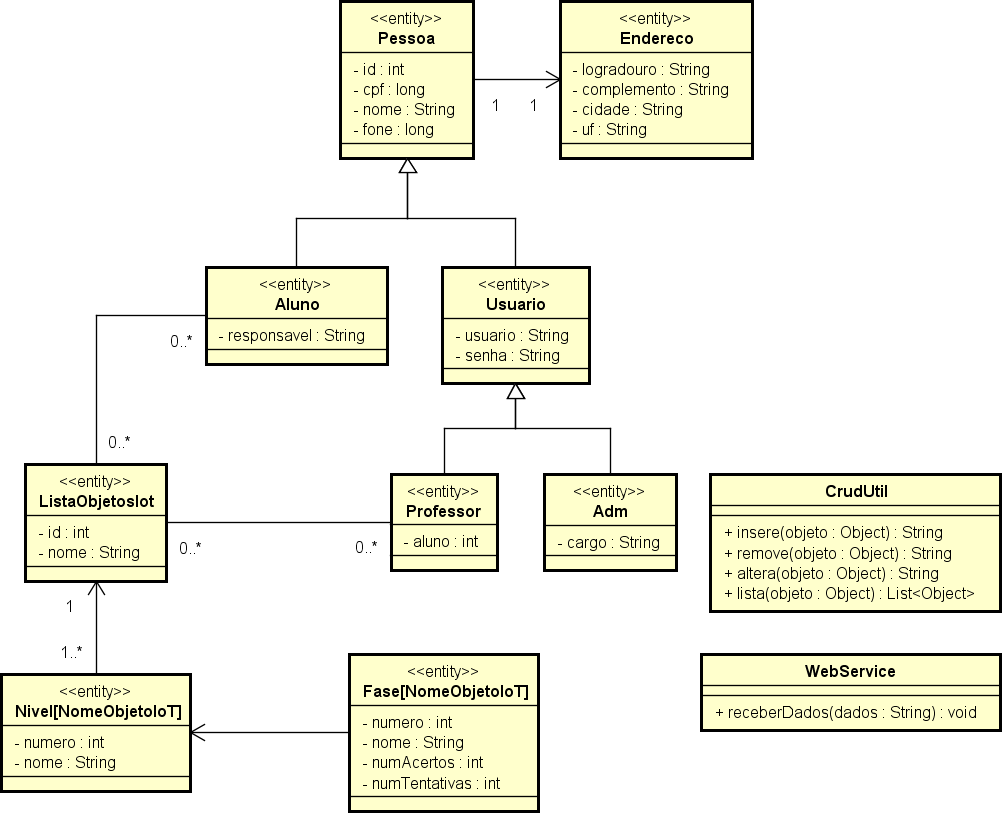 <<entity>>
Pessoa
- id : int
- cpf : long
- nome : String
- fone : long
<<entity>>
Endereco
- logradouro : String
- complemento : String
- cidade : String
- uf : String
1
1
<<entity>>
Aluno
- responsavel : String
<<entity>>
Usuario
- usuario : String
- senha : String
0..*
0..*
<<entity>>
ListaObjetosIot
- id : int
- nome : String
0..*
0..*
<<entity>>
Professor
- aluno : int
<<entity>>
Adm
- cargo : String
CrudUtil
+ insere(objeto : Object) : String
+ remove(objeto : Object) : String
+ altera(objeto : Object) : String
+ lista(objeto : Object) : List<Object>
1
1..*
<<entity>>
Nivel[NomeObjetoIoT]
- numero : int
- nome : String
<<entity>>
Fase[NomeObjetoIoT]
- numero : int
- nome : String
- numAcertos : int
- numTentativas : int
WebService
+ receberDados(dados : String) : void